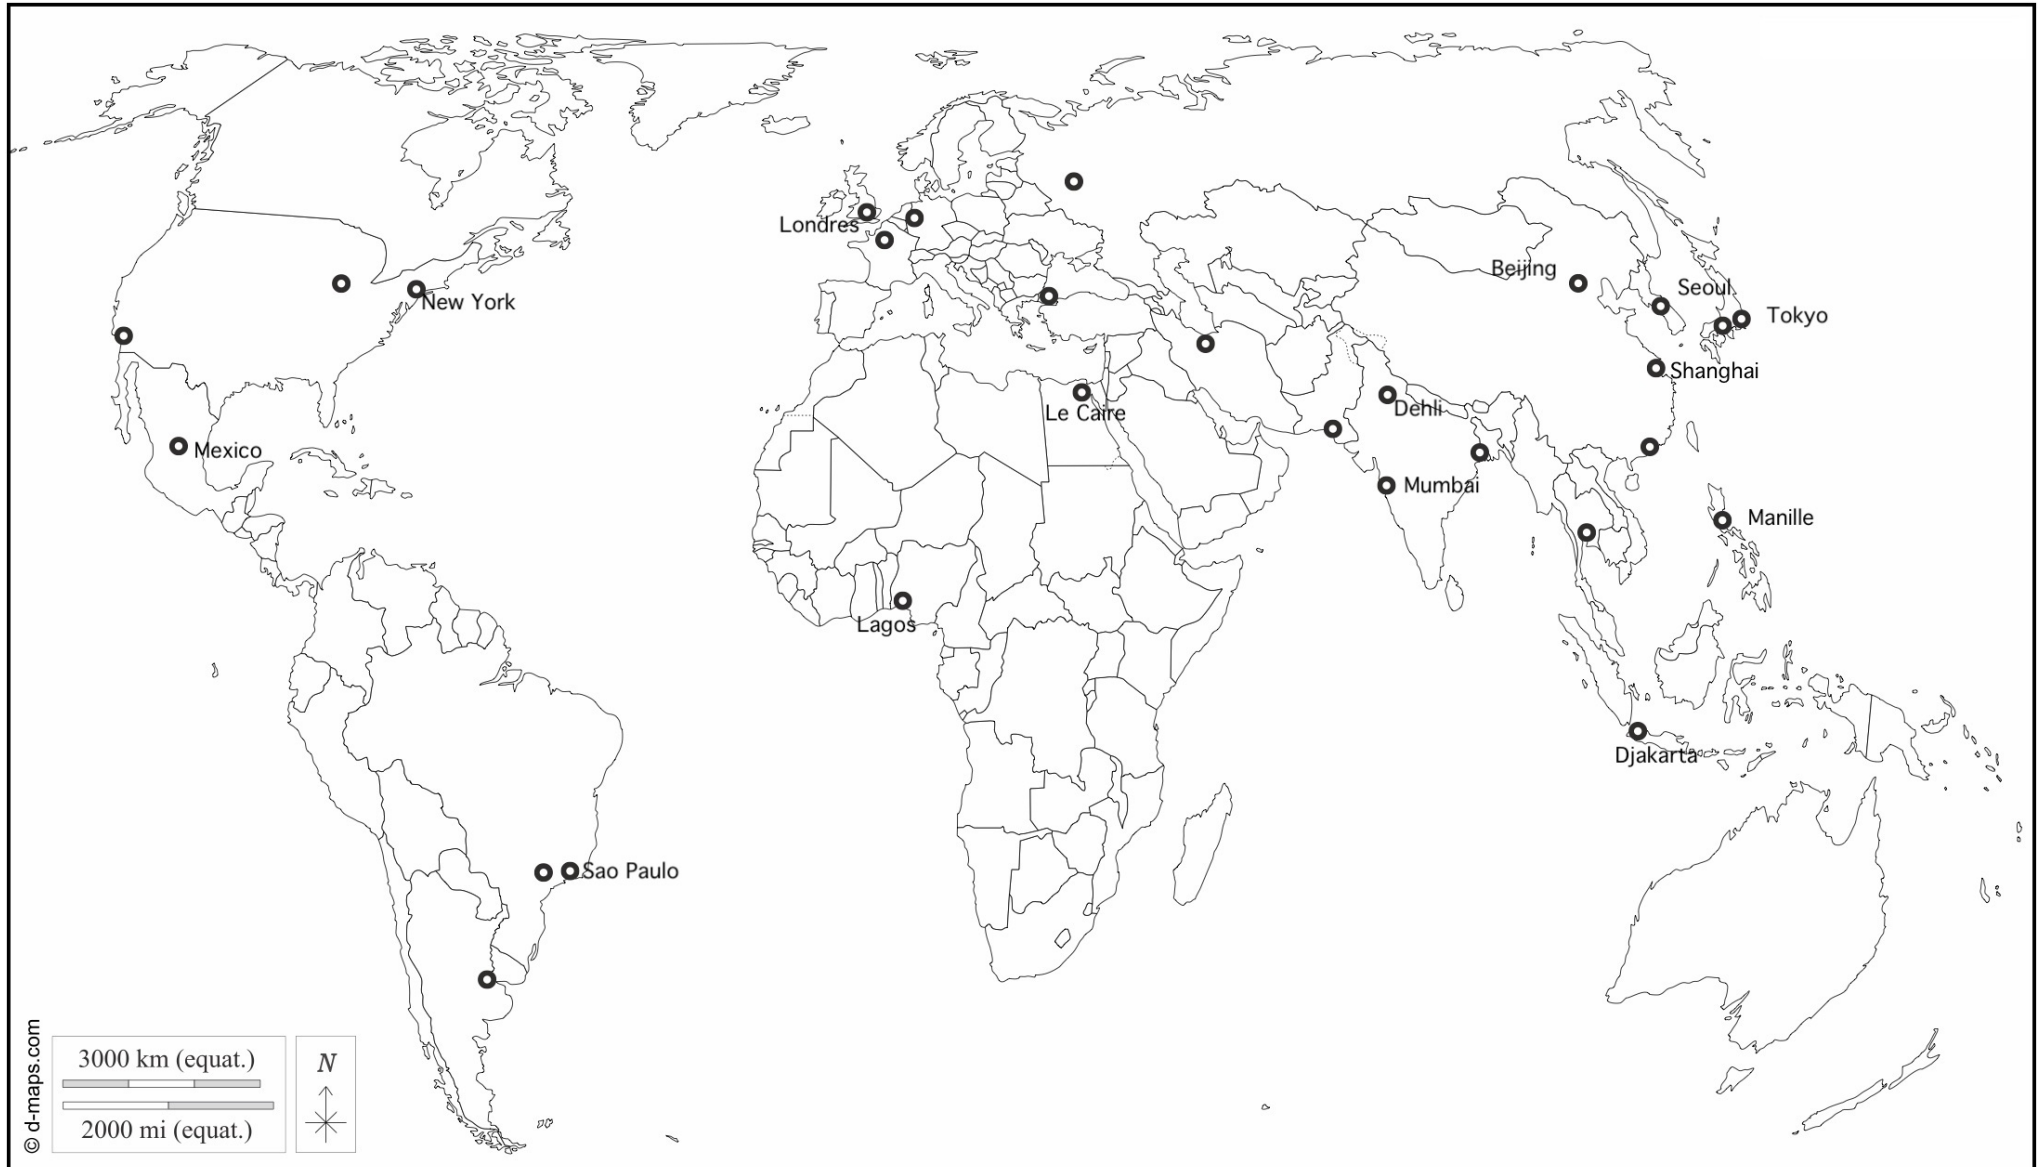 Londres
Beijing
Seoul
New York
Tokyo
Shanghai
Le Caire
Dehli
Mexico
Mumbai
Manille
Lagos
Djakarta
Sao Paulo
© d-maps.com
3000 km (equat.)
2000 mi (equat.)
N